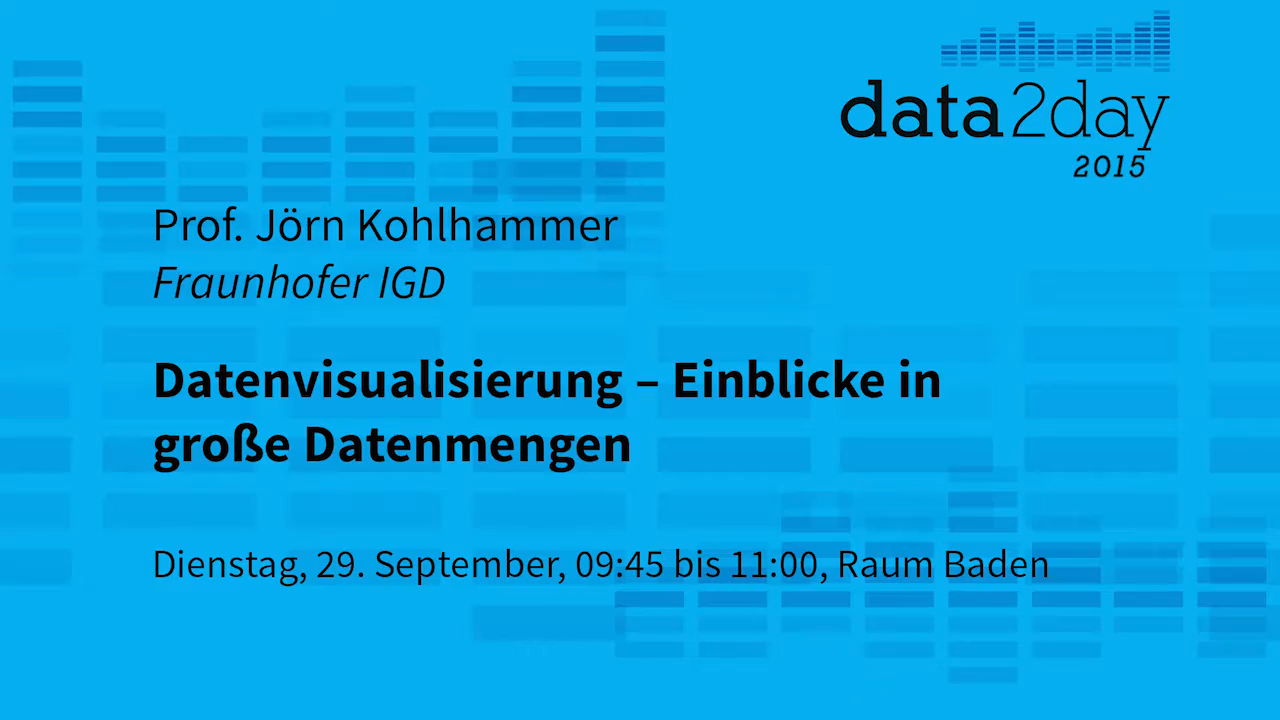 data2day
2015
Prof. Jörn Kohlhammer
Fraunhofer IGD
Datenvisualisierung – Einblicke in
große Datenmengen
Dienstag, 29. September, 09:45 bis 11:00, Raum Baden